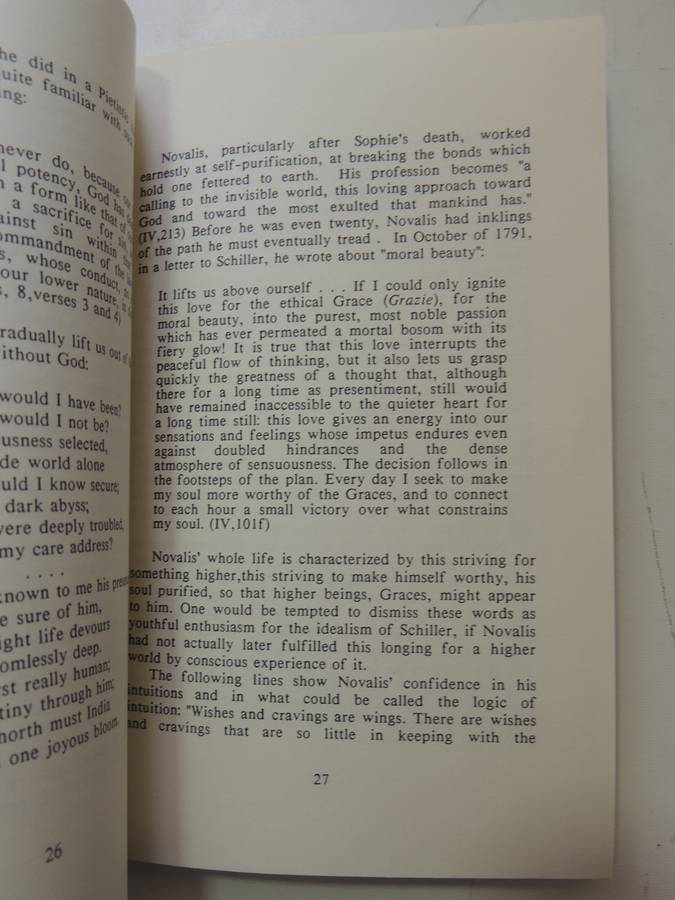 he did in a Pietistic
quite familiar with such
ing:
never do, because our
l potency, God has
n a form like that of
a sacrifice for sin
ainst sin within
ommandment of the
s, whose conduct,
our lower nature, is
s, 8,verses 3 and 4)
radually lift us out of
ithout God:
would I have been?
would I not be?
ousness selected,
de world alone
uld I know secure;
dark abyss;
were deeply troubled,
my care address?
. . . .
known to me his
e sure of him,
ght life devours
omlessly deep.
rst really human;
tiny through him;
north must India
one joyous bloom.
26
Novalis, particularly after Sophie's death, worked
earnestly at self-purification, at breaking the bonds which
hold one fettered to earth. His profession becomes "a
calling to the invisible world, this loving approach toward
God and toward the most exulted that mankind has."
(IV,213) Before he was even twenty, Novalis had inklings
of the path he must eventually tread . In October of 1791,
in a letter to Schiller, he wrote about "moral beauty":
It lifts us above ourself . . . If I could only ignite
this love for the ethical Grace (Grazie), for the
moral beauty, into the purest, most noble passion
which has ever permeated a mortal bosom with its
fiery glow! It is true that this love interrupts the
peaceful flow of thinking, but it also lets us grasp
quickly the greatness of a thought that, although
there for a long time as presentiment, still would
have remained inaccessible to the quieter heart for
a long time still: this love gives an energy into our
sensations and feelings whose impetus endures even
against doubled hindrances and the dense
atmosphere of sensuousness. The decision follows in
the footsteps of the plan. Every day I seek to make
my soul more worthy of the Graces, and to connect
to each hour a small victory over what constrains
my soul. (IV,101f)
Novalis' whole life is characterized by this striving for
something higher,this striving to make himself worthy, his
soul purified, so that higher beings, Graces, might appear
to him. One would be tempted to dismiss these words as
youthful enthusiasm for the idealism of Schiller, if Novalis
had not actually later fulfilled this longing for a higher
world by conscious experience of it.
The following lines show Novalis' confidence in his
intuitions and in what could be called the logic of
intuition: "Wishes and cravings are wings. There are wishes
and cravings that are so little in keeping with the
27